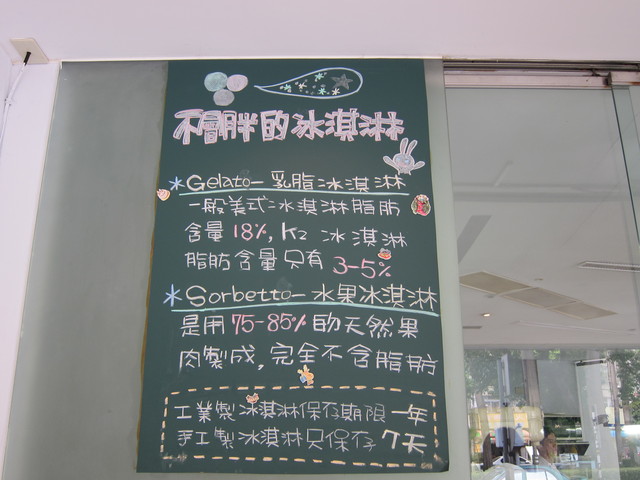 不會胖的冰淇淋
*Gelato-乳脂冰淇淋
一般美式冰淇淋脂肪
含量18%,K2冰淇淋
脂肪含量只有3-5%
*Sorbetto-水果冰淇淋
是用75-85%的天然果
肉製成,完全不含脂肪
工業製冰淇淋保存期限一年
手工製冰淇淋只保存7天